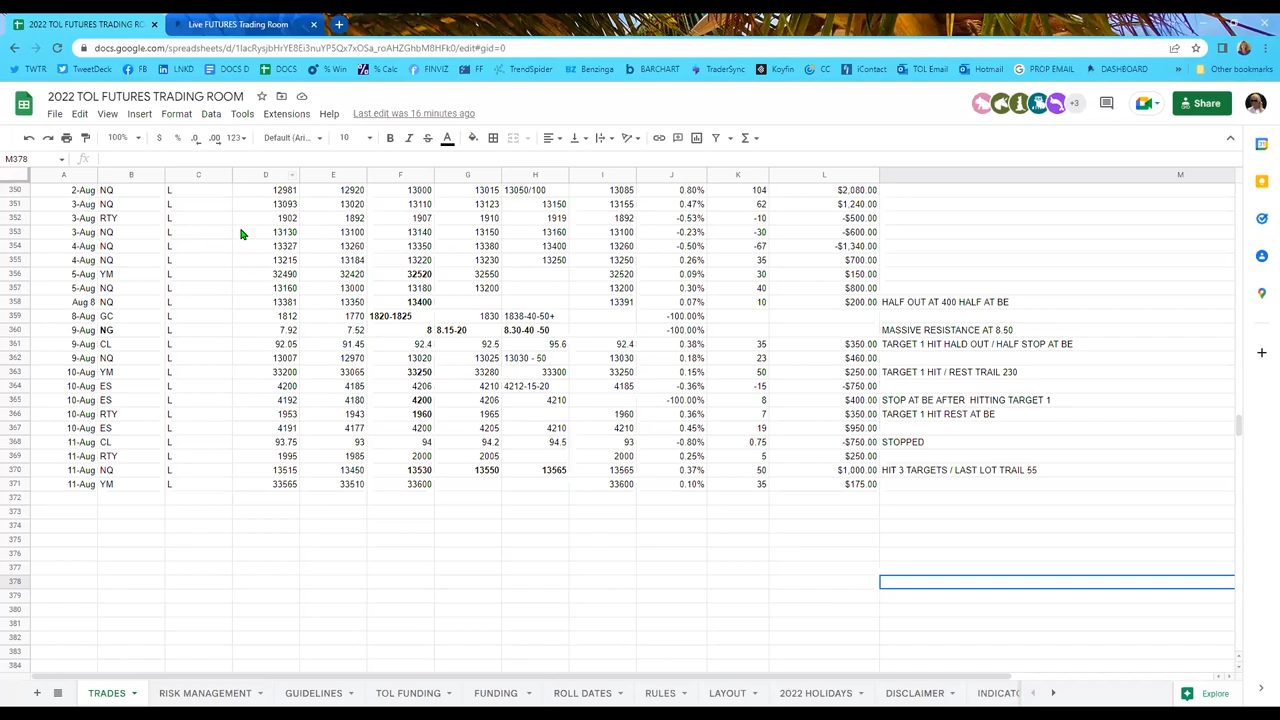 2022 TOL FUTURES TRADING RO
Live FUTURES Trading Room
docs.google.com/spreadsheets/d/1IacRysjbHrYE8Ei3nuYP5Qx7xOSa_roAHZGhbM8HFk0/edit#gid=0
TWTR TweetDeck FB LNKD DOCS D DOCS % Win % Calc FINVIZ FF TrendSpider Benzinga BARCHART TraderSync Koyfin CC iContact TOL Email Hotmail PROP EMAIL DASHBOARD » Other bookmarks
2022 TOL FUTURES TRADING ROOM
File Edit View Insert Format Data Tools Extensions Help Last edit was 16 minutes ago
+3 Share
100% $ % .0 .00 123 Default (Ari... 10 B I S A
M378 fx
A B C D E F G H I J K L M
350 2-Aug NQ L 12981 12920 13000 13015 13050/100 13085 0.80% 104 $2,080.00
351 3-Aug NQ L 13093 13020 13110 13123 13150 13155 0.47% 62 $1,240.00
352 3-Aug RTY L 1902 1892 1907 1910 1919 1892 -0.53% -10 -$500.00
353 3-Aug NQ L 13130 13100 13140 13150 13160 13100 -0.23% -30 -$600.00
354 4-Aug NQ L 13327 13260 13350 13380 13400 13260 -0.50% -67 -$1,340.00
355 4-Aug NQ L 13215 13184 13220 13230 13250 13250 0.26% 35 $700.00
356 5-Aug YM L 32490 32420 32520 32550 32520 0.09% 30 $150.00
357 5-Aug NQ L 13160 13000 13180 13200 13200 0.30% 40 $800.00
358 Aug 8 NQ L 13381 13350 13400 13391 0.07% 10 $200.00 HALF OUT AT 400 HALF AT BE
359 8-Aug GC L 1812 1770 1820-1825 1830 1838-40-50+ -100.00%
360 9-Aug NG L 7.92 7.52 8 8.15-20 8.30-40 -50 -100.00% MASSIVE RESISTANCE AT 8.50
361 9-Aug CL L 92.05 91.45 92.4 92.5 95.6 92.4 0.38% 35 $350.00 TARGET 1 HIT HALD OUT / HALF STOP AT BE
362 9-Aug NQ L 13007 12970 13020 13025 13030 - 50 13030 0.18% 23 $460.00
363 10-Aug YM L 33200 33065 33250 33280 33300 33250 0.15% 50 $250.00 TARGET 1 HIT / REST TRAIL 230
364 10-Aug ES L 4200 4185 4206 4210 4212-15-20 4185 -0.36% -15 -$750.00
365 10-Aug ES L 4192 4180 4200 4206 4210 -100.00% 8 $400.00 STOP AT BE AFTER HITTING TARGET 1
366 10-Aug RTY L 1953 1943 1960 1965 1960 0.36% 7 $350.00 TARGET 1 HIT REST AT BE
367 10-Aug ES L 4191 4177 4200 4205 4210 4210 0.45% 19 $950.00
368 11-Aug CL L 93.75 93 94 94.2 94.5 93 -0.80% 0.75 -$750.00 STOPPED
369 11-Aug RTY L 1995 1985 2000 2005 2000 0.25% 5 $250.00
370 11-Aug NQ L 13515 13450 13530 13550 13565 13565 0.37% 50 $1,000.00 HIT 3 TARGETS / LAST LOT TRAIL 55
371 11-Aug YM L 33565 33510 33600 33600 0.10% 35 $175.00
372
373
374
375
376
377
378
379
380
381
382
383
384
TRADES RISK MANAGEMENT GUIDELINES TOL FUNDING FUNDING ROLL DATES RULES LAYOUT 2022 HOLIDAYS DISCLAIMER INDICATO Explore